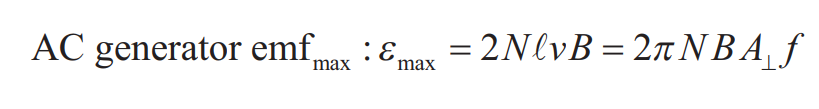 AC generator emf_max : ε_max = 2NℓvB = 2πNBA_⊥f